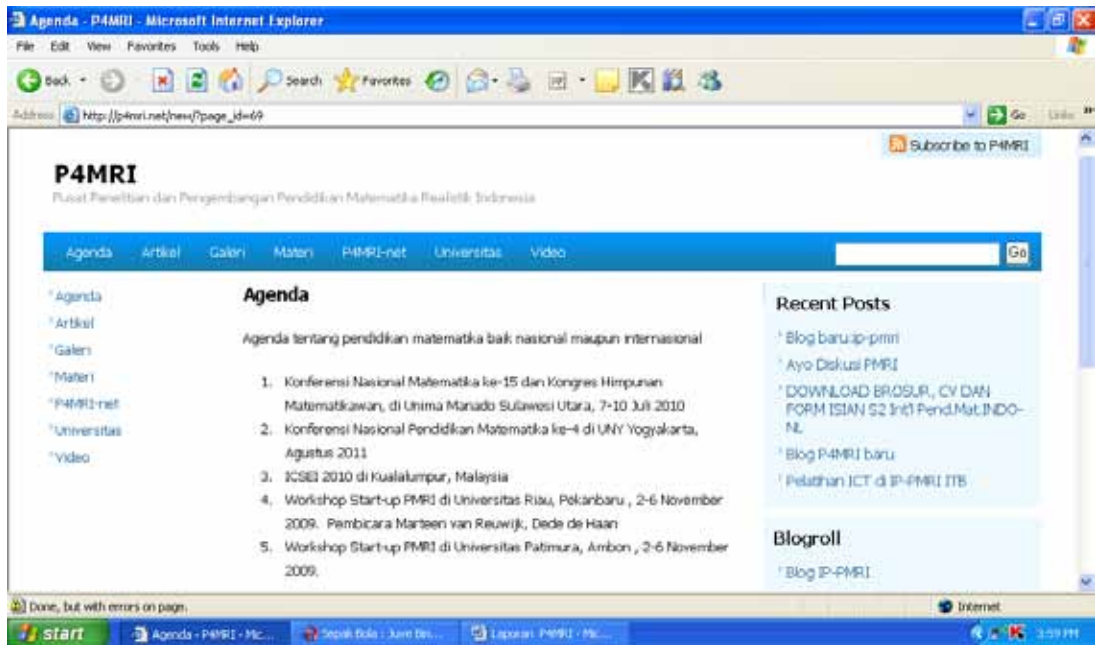 Agenda - P4MRI - Microsoft Internet Explorer
File Edit View Favorites Tools Help
Back Search Favorites
Address http://p4mri.net/new/?page_id=69 Go Links
Subscribe to P4MRI
P4MRI
Pusat Penelitian dan Pengembangan Pendidikan Matematika Realistik Indonesia
Agenda Artikel Galeri Materi P4MRI-net Universitas Video Go
Agenda
Artikel
Galeri
Materi
P4MRI-net
Universitas
Video
Agenda
Agenda tentang pendidikan matematika baik nasional maupun internasional
1. Konferensi Nasional Matematika ke-15 dan Kongres Himpunan
Matematikawan, di Unima Manado Sulawesi Utara, 7-10 Juli 2010
2. Konferensi Nasional Pendidikan Matematika ke-4 di UNY Yogyakarta,
Agustus 2011
3. ICSEI 2010 di Kualalumpur, Malaysia
4. Workshop Start-up PMRI di Universitas Riau, Pekanbaru , 2-6 November
2009. Pembicara Marteen van Reuwijk, Dede de Haan
5. Workshop Start-up PMRI di Universitas Patimura, Ambon , 2-6 November
2009.
Recent Posts
Blog baru:ip-pmri
Ayo Diskusi PMRI
DOWNLOAD BROSUR, CV DAN
FORM ISIAN S2 Int'l Pend.Mat.INDO-
NL
Blog P4MRI baru
Pelatihan ICT di IP-PMRI ITB
Blogroll
Blog IP-PMRI
Done, but with errors on page. Internet
start Agenda - P4MRI - Mic... Sepak Bola : Juve Bin... Laporan P4MRI - Mic... 3:59 PM